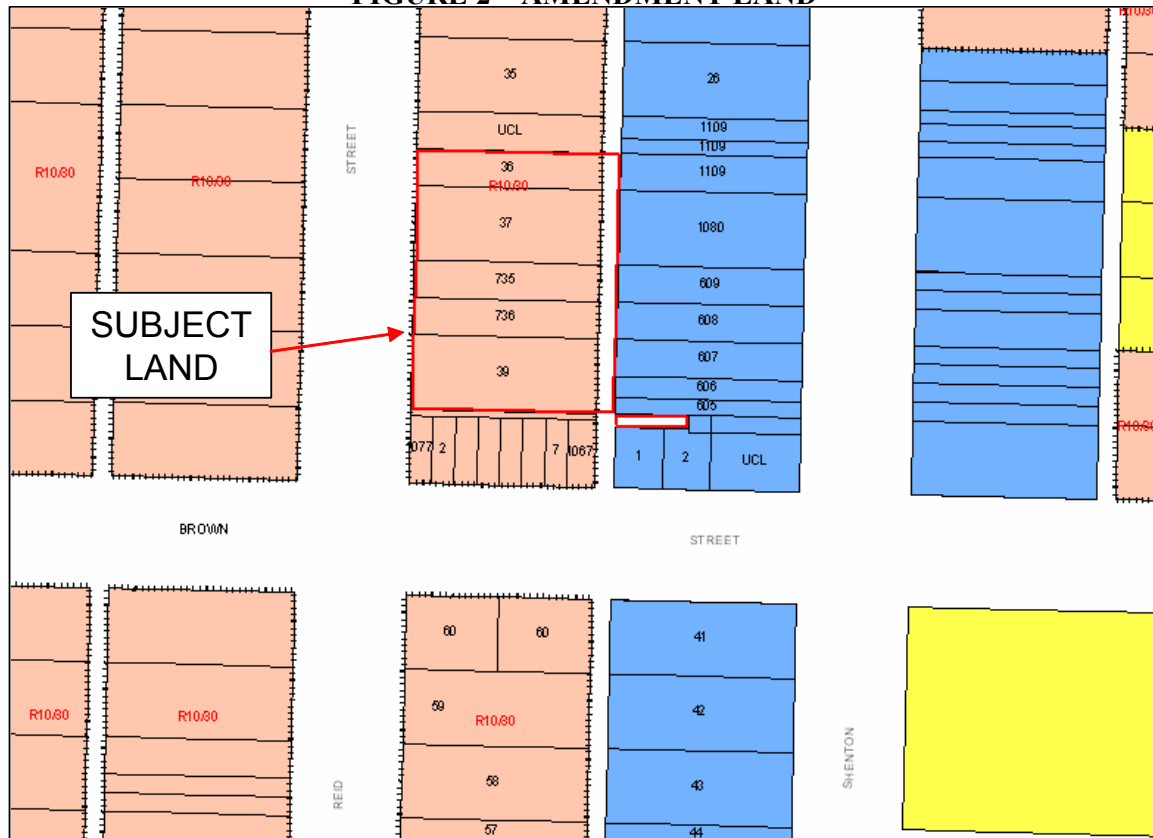 FIGURE 2 – AMENDMENT LAND
R10/80
35
26
STREET
UCL
1109
1109
R10/80
R10/80
36
R10/80
1109
37
1080
735
609
SUBJECT
LAND
736
608
39
607
606
605
R10/80
1077
2
7
1067
1
2
UCL
BROWN
STREET
60
60
41
R10/80
R10/80
59
R10/80
42
SHENTON
REID
58
43
57
44